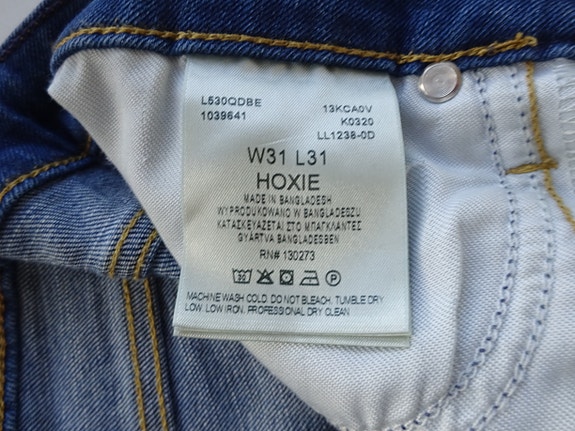 L530QDBE
1039641
13KCA0V
K0320
LL1238-0D
W31 L31
HOXIE
MADE IN BANGLADESH
WYPRODUKOWANO W BANGLADESZU
ΚΑΤΑΣΚΕΥΑΖΕΤΑΙ ΣΤΟ ΜΠΑΓΚΛΑΝΤΕΣ
GYÁRTVA BANGLADESBEN
RN# 130273
30 P
MACHINE WASH COLD. DO NOT BLEACH. TUMBLE DRY
LOW. LOW IRON. PROFESSIONAL DRY CLEAN